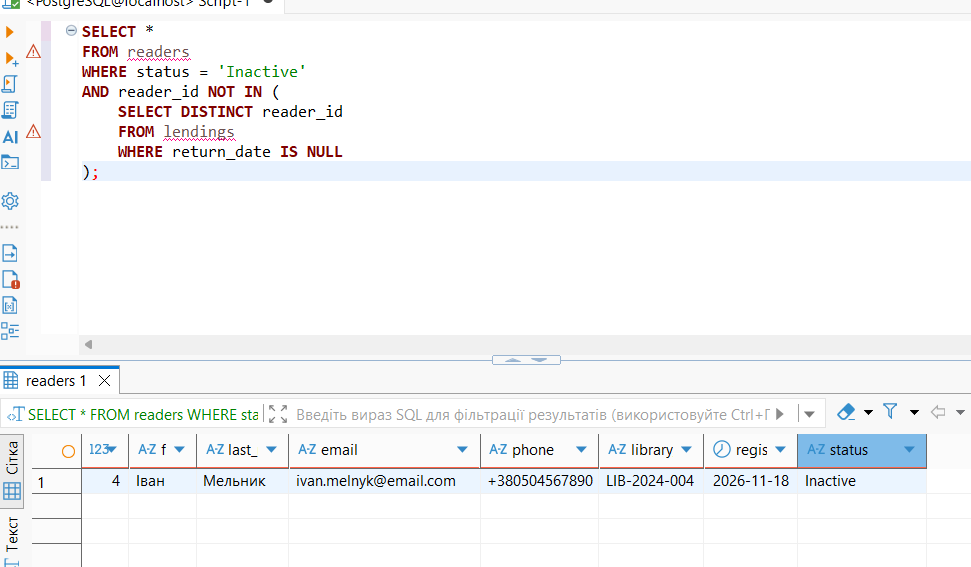 <PostgreSQL@localhost> Script-1
SELECT *
FROM readers
WHERE status = 'Inactive'
AND reader_id NOT IN (
SELECT DISTINCT reader_id
FROM lendings
WHERE return_date IS NULL
);
AI
readers 1
SELECT * FROM readers WHERE sta
Введіть вираз SQL для фільтрації результатів (використовуйте Ctrl+П
Сітка
Текст
123 A-Z f A-Z last_ A-Z email A-Z phone A-Z library regis A-Z status
1 4 Іван Мельник ivan.melnyk@email.com +380504567890 LIB-2024-004 2026-11-18 Inactive